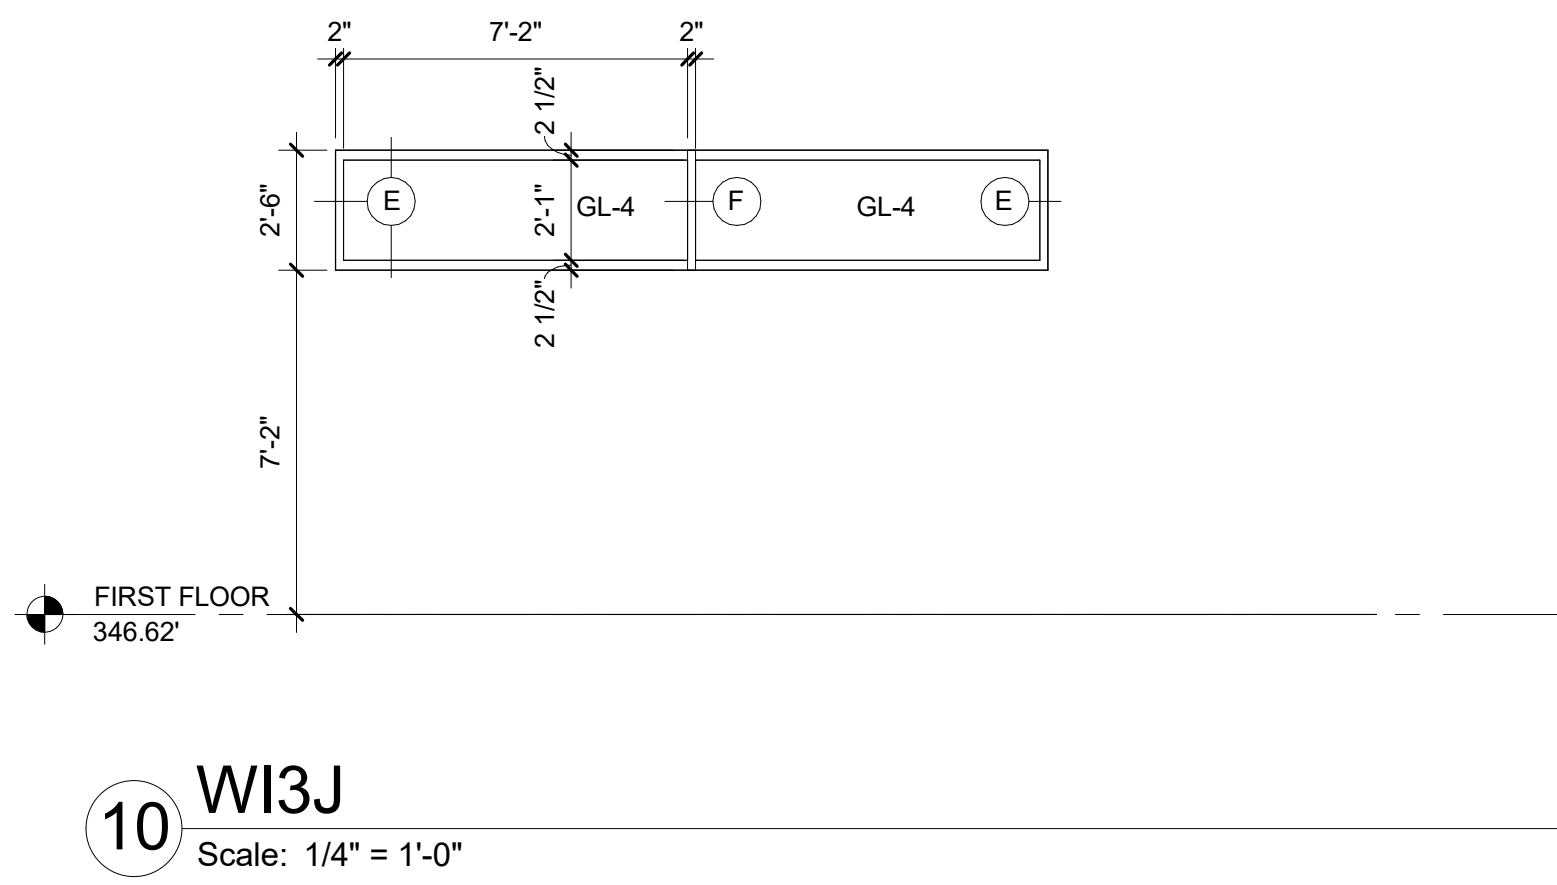 2" 7'-2" 2"
2 1/2"
2'-6"
E
2'-1"
GL-4
F
GL-4
E
2 1/2"
7'-2"
FIRST FLOOR
346.62'
10
WI3J
Scale: 1/4" = 1'-0"